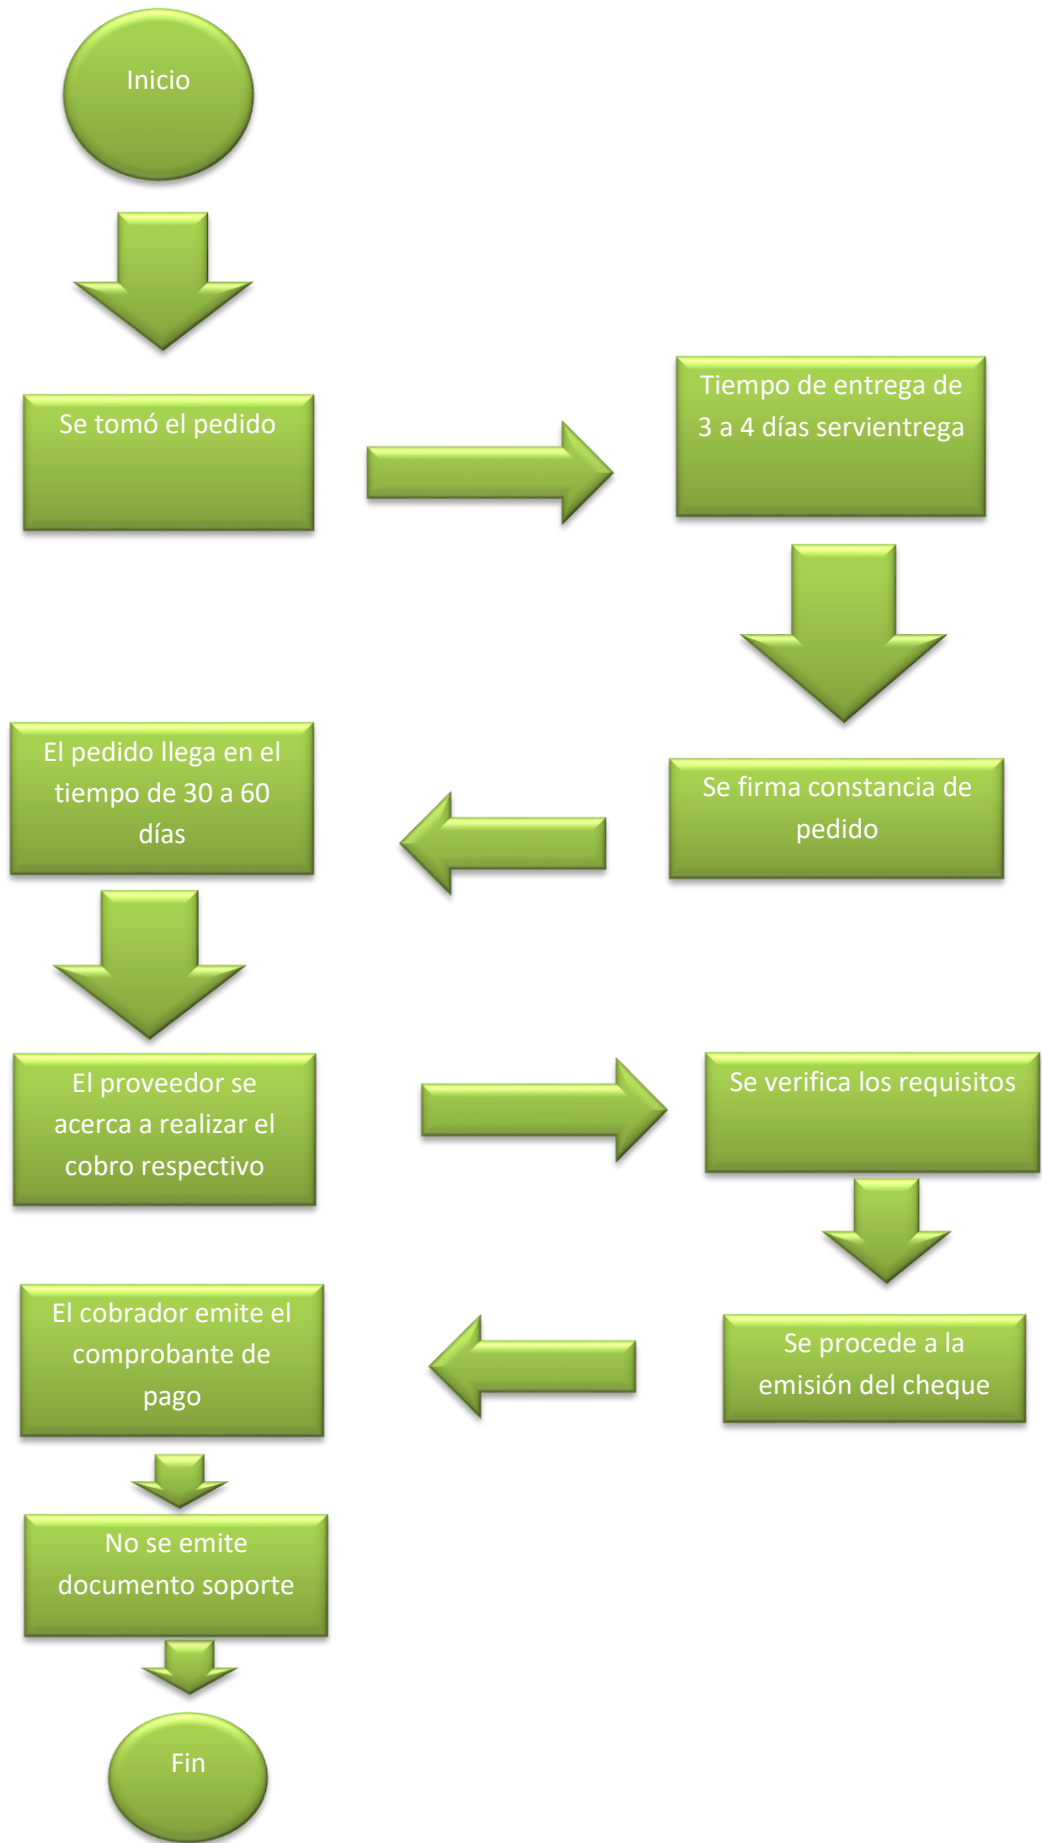 Inicio
Se tomó el pedido
Tiempo de entrega de
3 a 4 días servientrega
Se firma constancia de
pedido
El pedido llega en el
tiempo de 30 a 60
días
El proveedor se
acerca a realizar el
cobro respectivo
Se verifica los requisitos
Se procede a la
emisión del cheque
El cobrador emite el
comprobante de
pago
No se emite
documento soporte
Fin